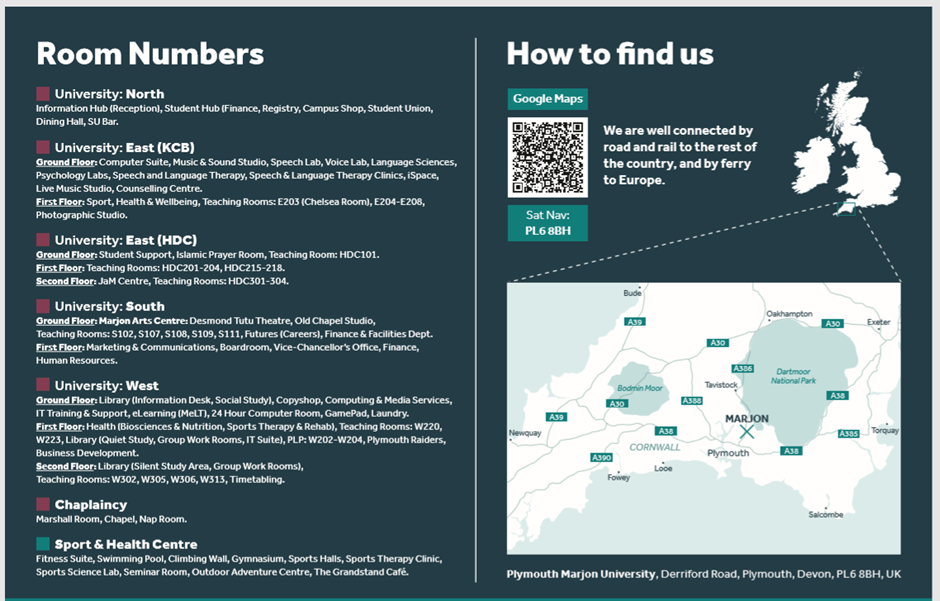 Room Numbers
University: North
Information Hub (Reception), Student Hub (Finance, Registry, Campus Shop, Student Union,
Dining Hall, SU Bar.
University: East (KCB)
Ground Floor: Computer Suite, Music & Sound Studio, Speech Lab, Voice Lab, Language Sciences,
Psychology Labs, Speech and Language Therapy, Speech & Language Therapy Clinics, iSpace,
Live Music Studio, Counselling Centre.
First Floor: Sport, Health & Wellbeing, Teaching Rooms: E203 (Chelsea Room), E204-E208,
Photographic Studio.
University: East (HDC)
Ground Floor: Student Support, Islamic Prayer Room, Teaching Room: HDC101.
First Floor: Teaching Rooms: HDC201-204, HDC215-218.
Second Floor: JaM Centre, Teaching Rooms: HDC301-304.
University: South
Ground Floor: Marjon Arts Centre: Desmond Tutu Theatre, Old Chapel Studio,
Teaching Rooms: S102, S107, S108, S109, S111, Futures (Careers), Finance & Facilities Dept.
First Floor: Marketing & Communications, Boardroom, Vice-Chancellor's Office, Finance,
Human Resources.
University: West
Ground Floor: Library (Information Desk, Social Study), Copyshop, Computing & Media Services,
IT Training & Support, eLearning (MeLT), 24 Hour Computer Room, GamePad, Laundry.
First Floor: Health (Biosciences & Nutrition, Sports Therapy & Rehab), Teaching Rooms: W220,
W223, Library (Quiet Study, Group Work Rooms, IT Suite), PLP: W202-W204, Plymouth Raiders,
Business Development.
Second Floor: Library (Silent Study Area, Group Work Rooms),
Teaching Rooms: W302, W305, W306, W313, Timetabling.
Chaplaincy
Marshall Room, Chapel, Nap Room.
Sport & Health Centre
Fitness Suite, Swimming Pool, Climbing Wall, Gymnasium, Sports Halls, Sports Therapy Clinic,
Sports Science Lab, Seminar Room, Outdoor Adventure Centre, The Grandstand Café.
How to find us
Google Maps
We are well connected by
road and rail to the rest of
the country, and by ferry
to Europe.
Sat Nav:
PL6 8BH
Bude
Oakhampton
A39
A30
Exeter
A30
A386
Dartmoor
National Park
Bodmin Moor
Tavistock
A38
A30
A388
A39
MARJON
Newquay
A38
A385
Torquay
CORNWALL
Plymouth
A38
A390
Looe
Fowey
Salcombe
Plymouth Marjon University, Derriford Road, Plymouth, Devon, PL6 8BH, UK